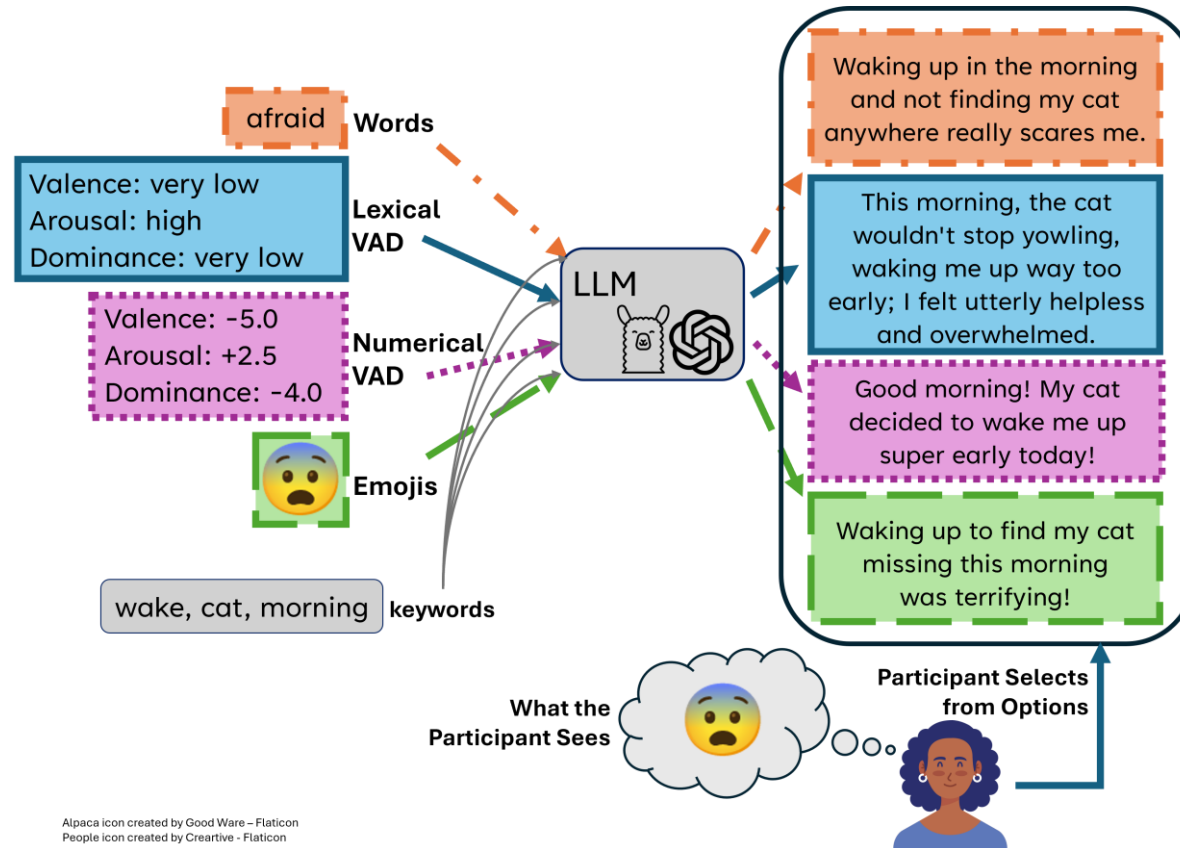 afraid
Words
Valence: very low
Arousal: high
Dominance: very low
Lexical
VAD
Valence: -5.0
Arousal: +2.5
Dominance: -4.0
Numerical
VAD
Emojis
wake, cat, morning
keywords
LLM
Waking up in the morning
and not finding my cat
anywhere really scares me.
This morning, the cat
wouldn't stop yowling,
waking me up way too
early; I felt utterly helpless
and overwhelmed.
Good morning! My cat
decided to wake me up
super early today!
Waking up to find my cat
missing this morning
was terrifying!
What the
Participant Sees
Participant Selects
from Options
Alpaca icon created by Good Ware – Flaticon
People icon created by Creartive - Flaticon